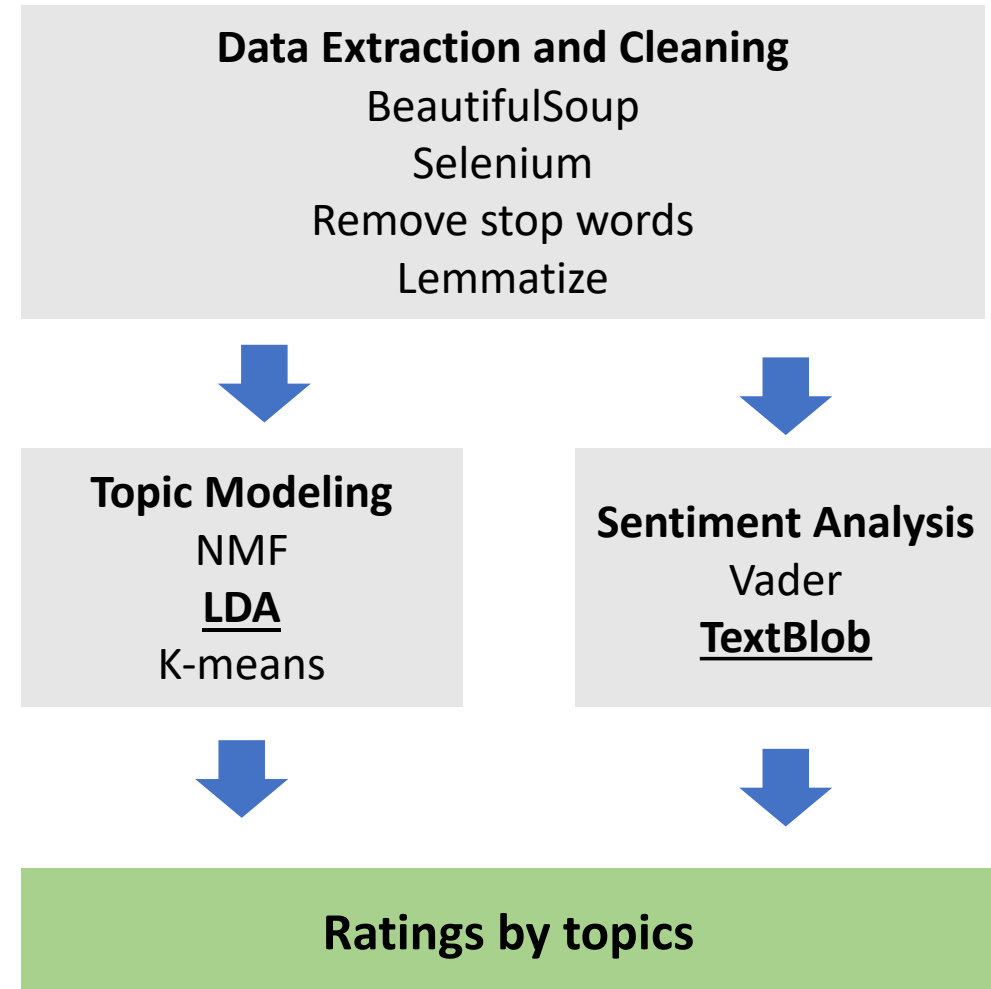 Data Extraction and Cleaning
BeautifulSoup
Selenium
Remove stop words
Lemmatize
Topic Modeling
NMF
LDA
K-means
Sentiment Analysis
Vader
TextBlob
Ratings by topics